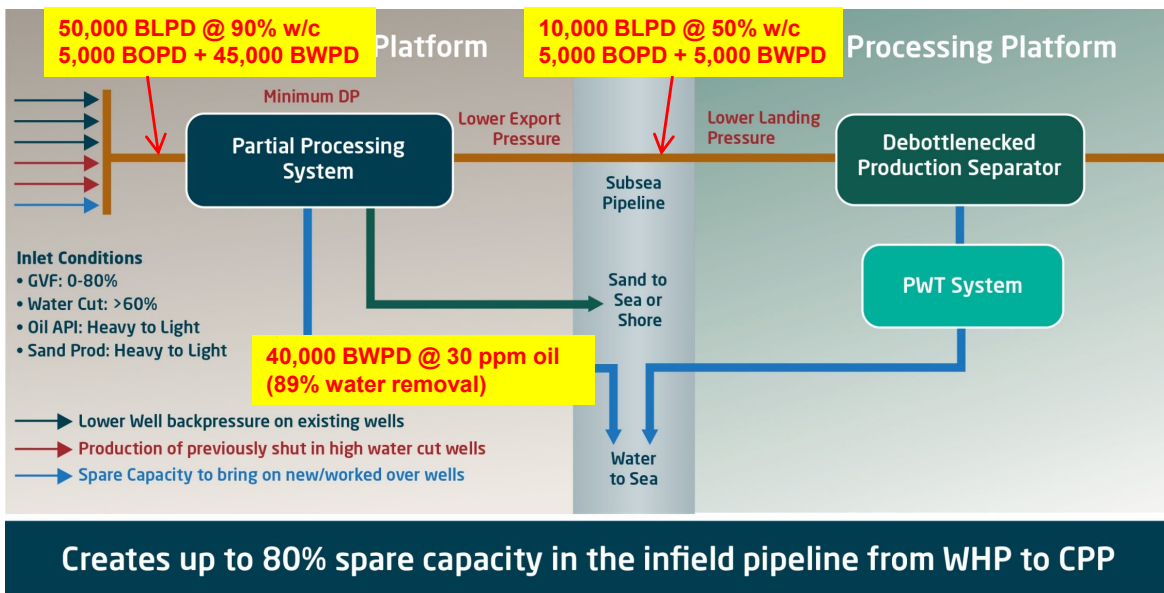 50,000 BLPD @ 90% w/c
5,000 BOPD + 45,000 BWPD
Platform
10,000 BLPD @ 50% w/c
5,000 BOPD + 5,000 BWPD
Processing Platform
Minimum DP
Partial Processing
System
Lower Export
Pressure
Lower Landing
Pressure
Debottlenecked
Production Separator
Subsea
Pipeline
Inlet Conditions
• GVF: 0-80%
• Water Cut: >60%
• Oil API: Heavy to Light
• Sand Prod: Heavy to Light
Sand to
Sea or
Shore
PWT System
40,000 BWPD @ 30 ppm oil
(89% water removal)
Lower Well backpressure on existing wells
Production of previously shut in high water cut wells
Spare Capacity to bring on new/worked over wells
Water
to Sea
Creates up to 80% spare capacity in the infield pipeline from WHP to CPP